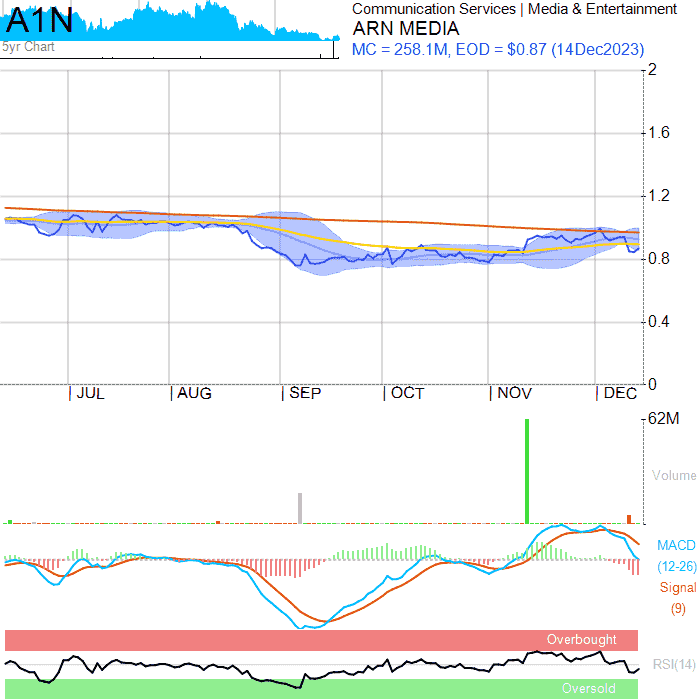 A1N
Communication Services | Media & Entertainment
ARN MEDIA
5yr Chart
MC = 258.1M, EOD = $0.87 (14Dec2023)
2
1.6
1.2
0.8
0.4
0
JUL
AUG
SEP
OCT
NOV
DEC
62M
Volume
MACD
(12-26)
Signal
(9)
Overbought
RSI(14)
Oversold